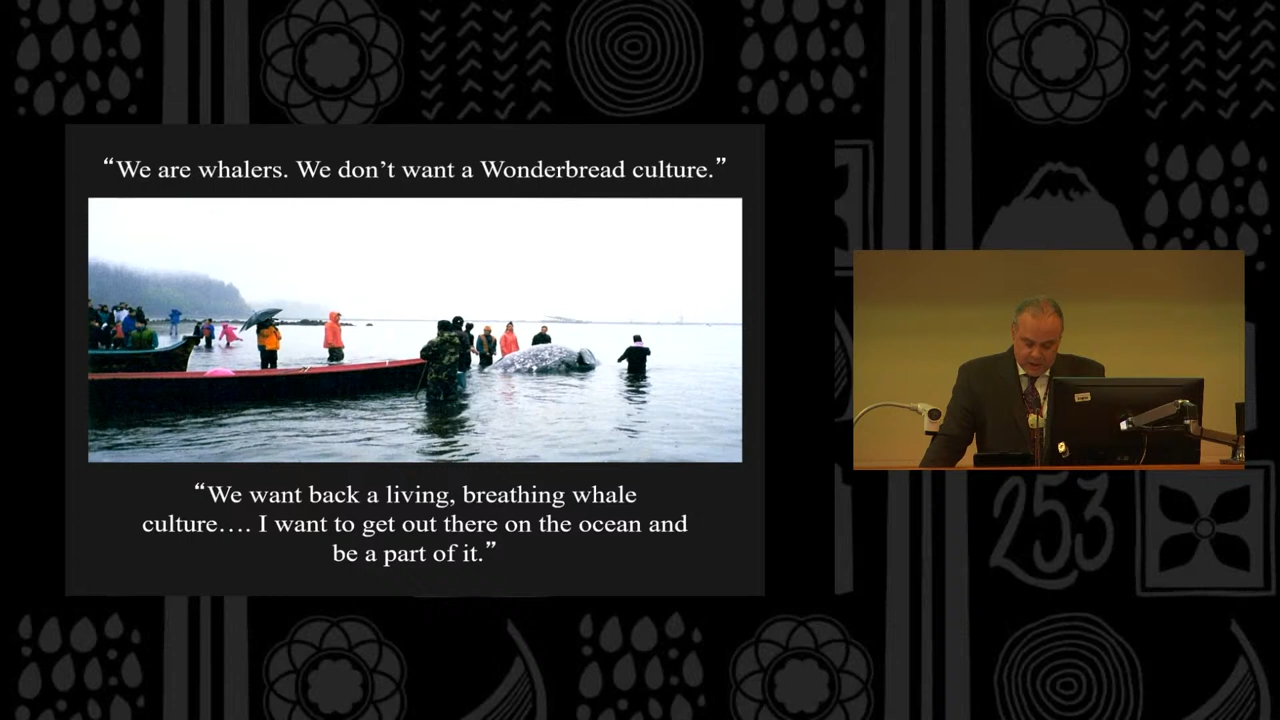 “We are whalers. We don’t want a Wonderbread culture.”
“We want back a living, breathing whale
culture…. I want to get out there on the ocean and
be a part of it.”
253